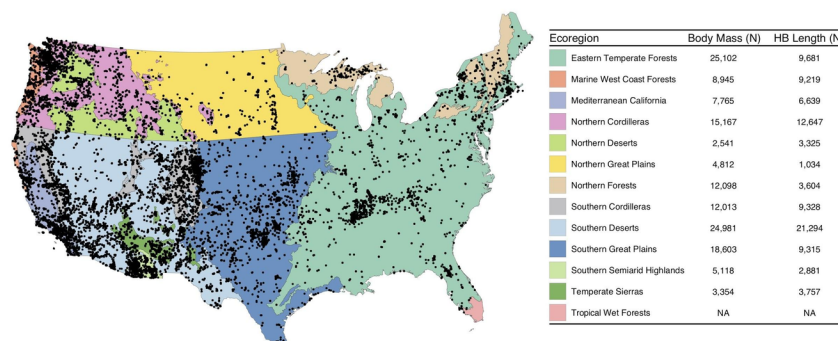 Ecoregion Body Mass (N) HB Length (N
Eastern Temperate Forests 25,102 9,681
Marine West Coast Forests 8,945 9,219
Mediterranean California 7,765 6,639
Northern Cordilleras 15,167 12,647
Northern Deserts 2,541 3,325
Northern Great Plains 4,812 1,034
Northern Forests 12,098 3,604
Southern Cordilleras 12,013 9,328
Southern Deserts 24,981 21,294
Southern Great Plains 18,603 9,315
Southern Semiarid Highlands 5,118 2,881
Temperate Sierras 3,354 3,757
Tropical Wet Forests NA NA